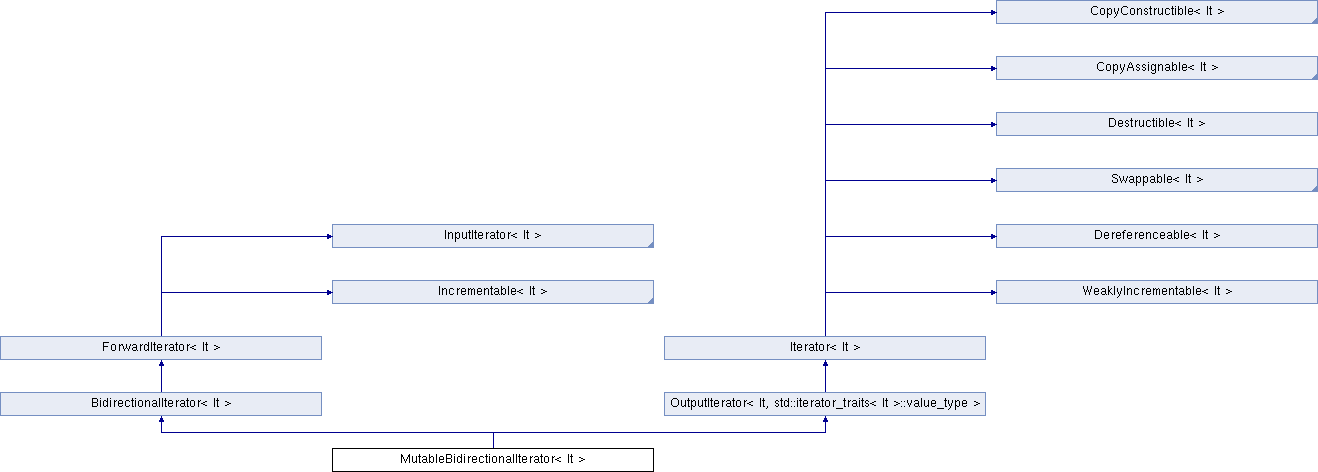 CopyConstructible< It >
CopyAssignable< It >
Destructible< It >
Swappable< It >
InputIterator< It >
Dereferenceable< It >
Incrementable< It >
WeaklyIncrementable< It >
ForwardIterator< It >
Iterator< It >
BidirectionalIterator< It >
OutputIterator< It, std::iterator_traits< It >::value_type >
MutableBidirectionalIterator< It >